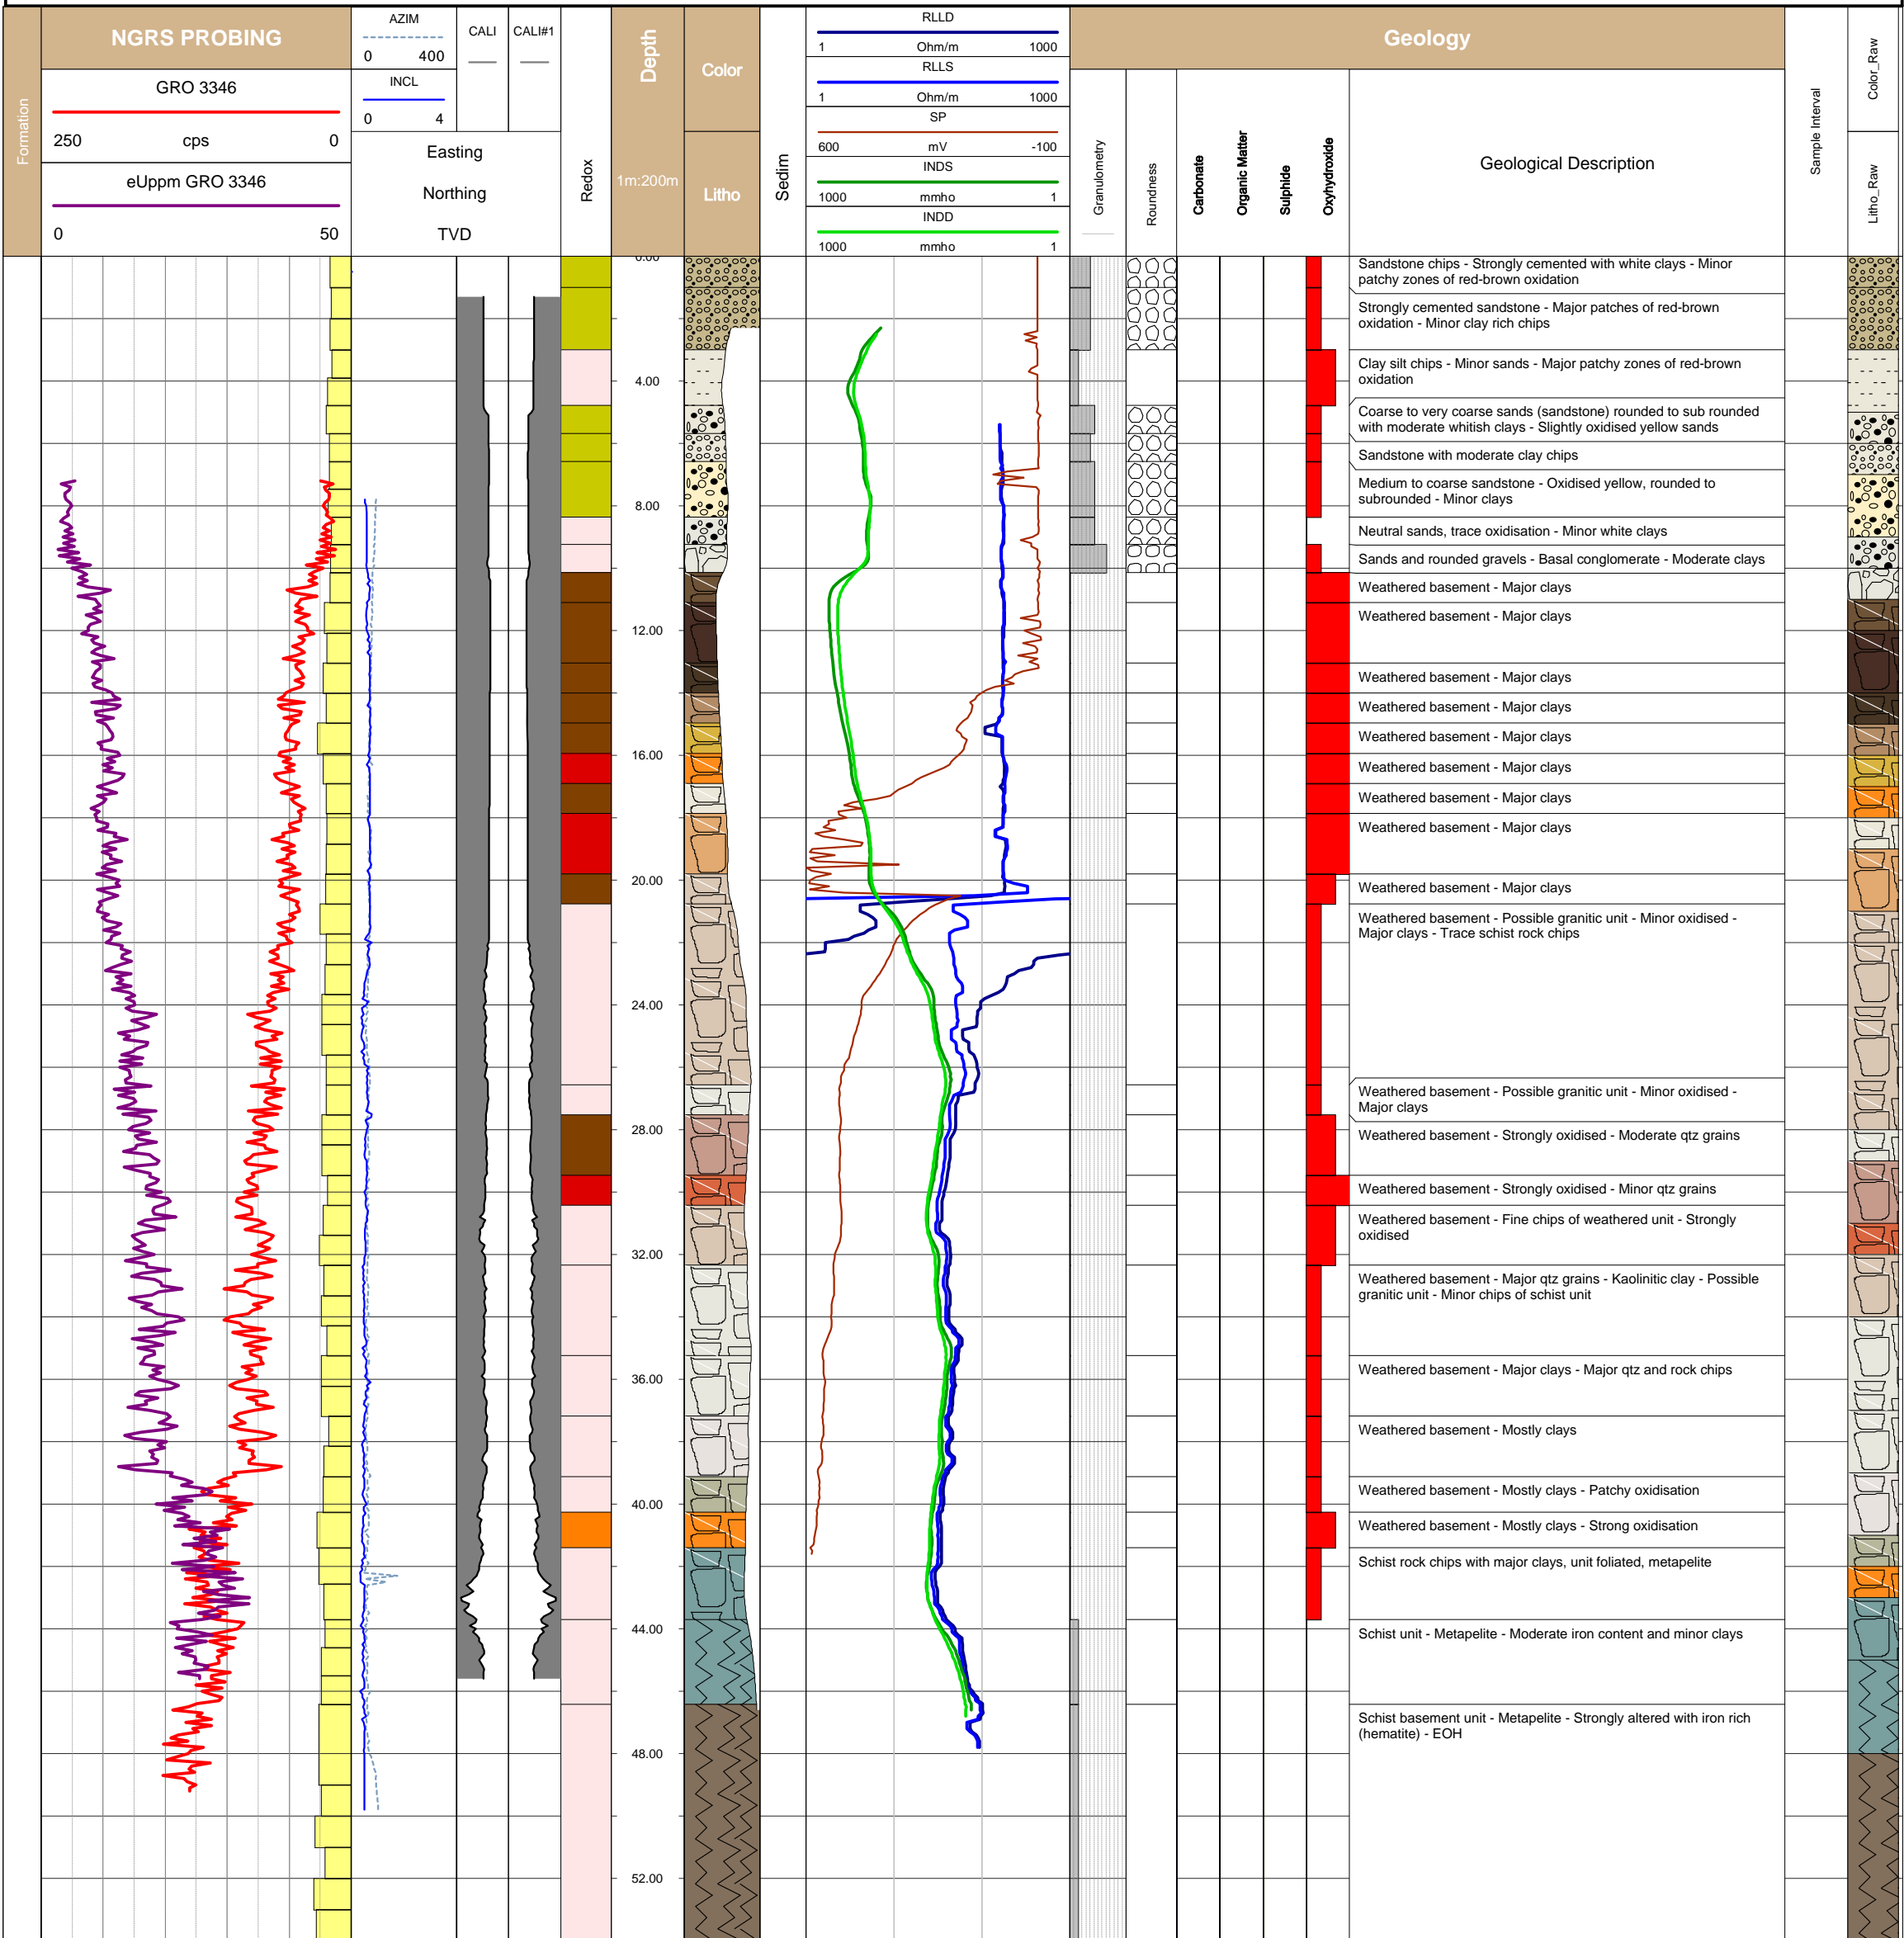 Formation
NGRS PROBING
GRO 3346
250 cps 0
eUppm GRO 3346
0 50
AZIM
0 400
INCL
0 4
CALI
CALI#1
Easting
Northing
TVD
Redox
Depth
1m:200m
Color
Litho
Sedim
RLLD
1 Ohm/m 1000
RLLS
1 Ohm/m 1000
SP
600 mV -100
INDS
1000 mmho 1
INDD
1000 mmho 1
Geology
Granulometry
Roundness
Carbonate
Organic Matter
Sulphide
Oxyhydroxide
Geological Description
Sample Interval
Color_Raw
Litho_Raw
0.00
4.00
8.00
12.00
16.00
20.00
24.00
28.00
32.00
36.00
40.00
44.00
48.00
52.00
Sandstone chips - Strongly cemented with white clays - Minor
patchy zones of red-brown oxidation
Strongly cemented sandstone - Major patches of red-brown
oxidation - Minor clay rich chips
Clay silt chips - Minor sands - Major patchy zones of red-brown
oxidation
Coarse to very coarse sands (sandstone) rounded to sub rounded
with moderate whitish clays - Slightly oxidised yellow sands
Sandstone with moderate clay chips
Medium to coarse sandstone - Oxidised yellow, rounded to
subrounded - Minor clays
Neutral sands, trace oxidisation - Minor white clays
Sands and rounded gravels - Basal conglomerate - Moderate clays
Weathered basement - Major clays
Weathered basement - Major clays
Weathered basement - Major clays
Weathered basement - Major clays
Weathered basement - Major clays
Weathered basement - Major clays
Weathered basement - Major clays
Weathered basement - Major clays
Weathered basement - Major clays
Weathered basement - Possible granitic unit - Minor oxidised -
Major clays - Trace schist rock chips
Weathered basement - Possible granitic unit - Minor oxidised -
Major clays
Weathered basement - Strongly oxidised - Moderate qtz grains
Weathered basement - Strongly oxidised - Minor qtz grains
Weathered basement - Fine chips of weathered unit - Strongly
oxidised
Weathered basement - Major qtz grains - Kaolinitic clay - Possible
granitic unit - Minor chips of schist unit
Weathered basement - Major clays - Major qtz and rock chips
Weathered basement - Mostly clays
Weathered basement - Mostly clays - Patchy oxidisation
Weathered basement - Mostly clays - Strong oxidisation
Schist rock chips with major clays, unit foliated, metapelite
Schist unit - Metapelite - Moderate iron content and minor clays
Schist basement unit - Metapelite - Strongly altered with iron rich
(hematite) - EOH